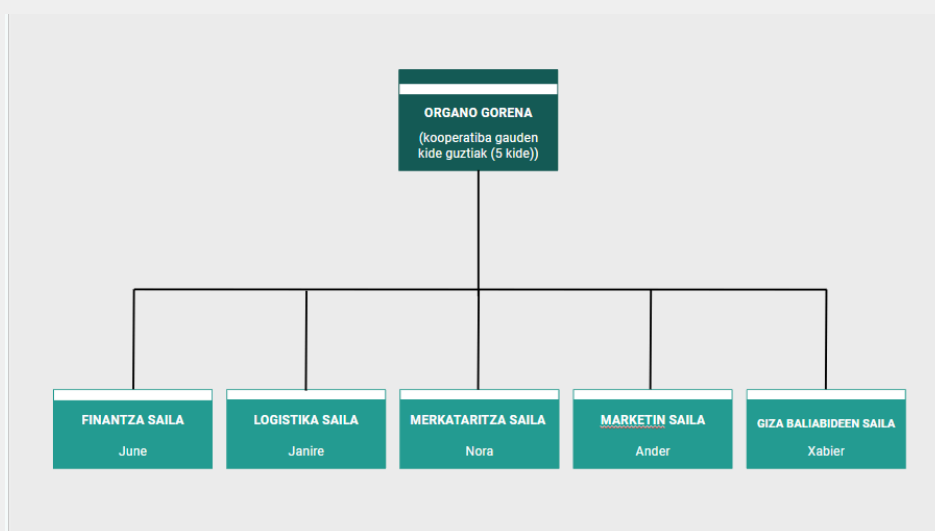 ORGANO GORENA
(kooperatiba gauden
kide guztiak (5 kide))
FINANTZA SAILA
June
LOGISTIKA SAILA
Janire
MERKATARITZA SAILA
Nora
MARKETIN SAILA
Ander
GIZA BALIABIDEEN SAILA
Xabier